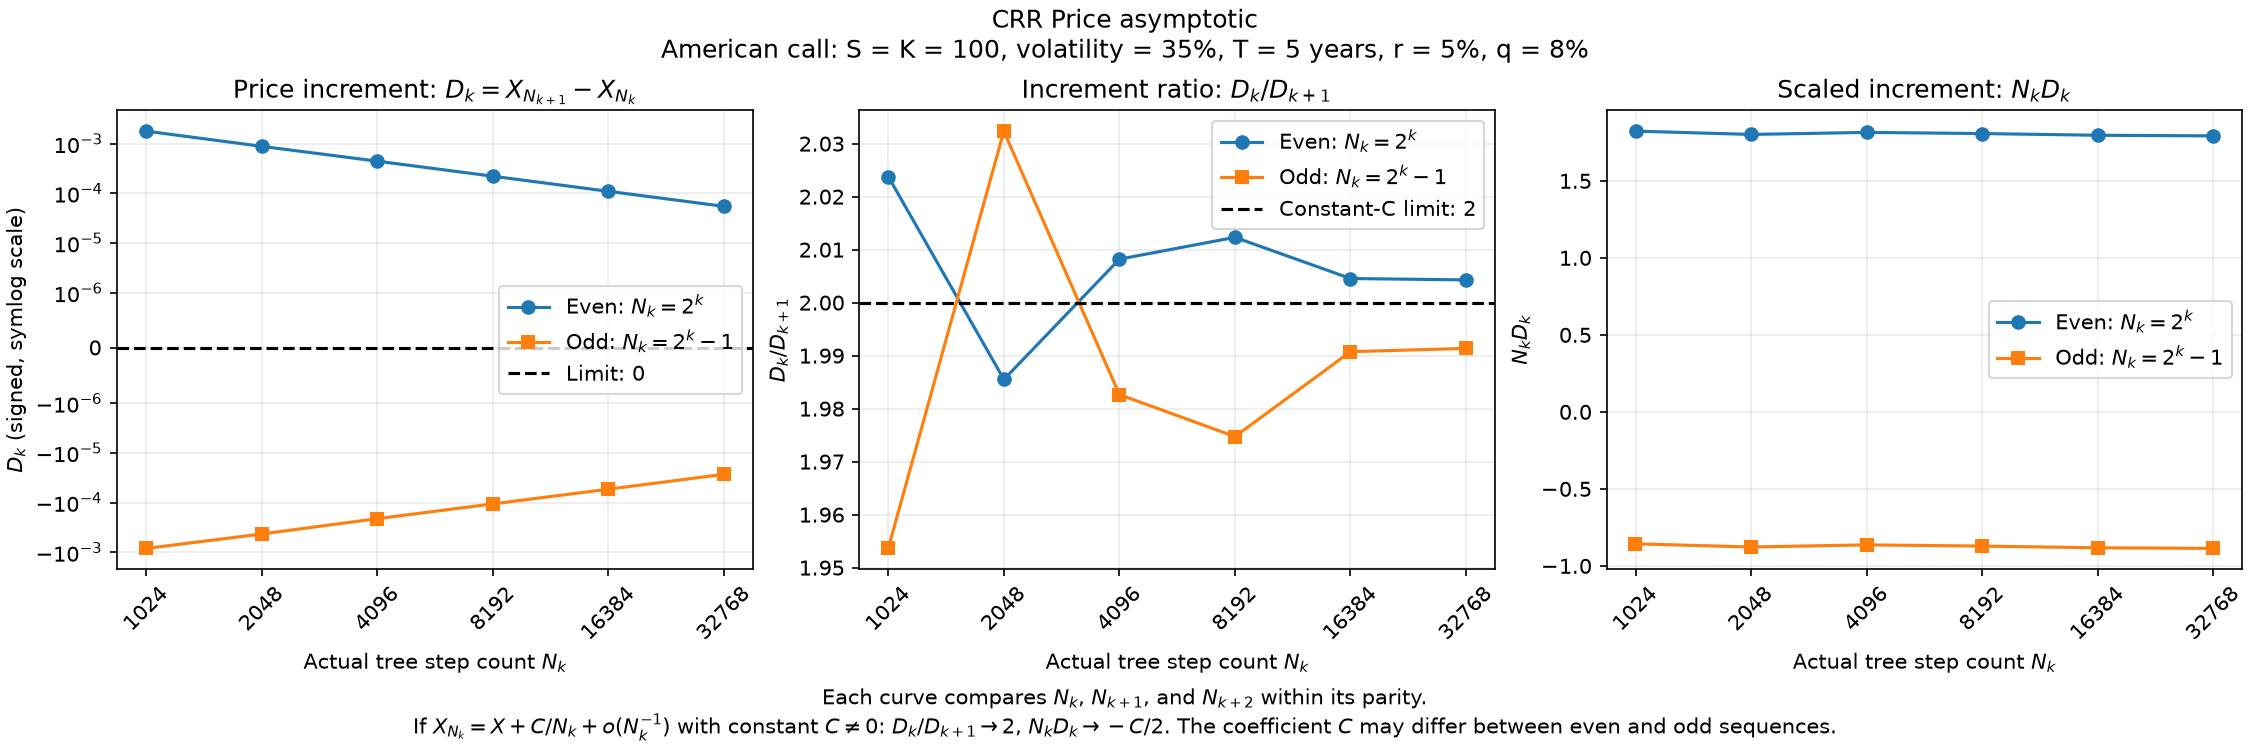 CRR Price asymptotic
American call: S = K = 100, volatility = 35%, T = 5 years, r = 5%, q = 8%
Price increment: $D_k = X_{N_{k+1}} - X_{N_k}$
$D_k$ (signed, symlog scale)
$10^{-3}$
$10^{-4}$
$10^{-5}$
$10^{-6}$
0
$-10^{-6}$
$-10^{-5}$
$-10^{-4}$
$-10^{-3}$
Even: $N_k = 2^k$
Odd: $N_k = 2^k - 1$
Limit: 0
1024
2048
4096
8192
16384
32768
Actual tree step count $N_k$
Increment ratio: $D_k/D_{k+1}$
$D_k/D_{k+1}$
2.03
2.02
2.01
2.00
1.99
1.98
1.97
1.96
1.95
Even: $N_k = 2^k$
Odd: $N_k = 2^k - 1$
Constant-C limit: 2
1024
2048
4096
8192
16384
32768
Actual tree step count $N_k$
Scaled increment: $N_k D_k$
$N_k D_k$
1.5
1.0
0.5
0.0
−0.5
−1.0
Even: $N_k = 2^k$
Odd: $N_k = 2^k - 1$
1024
2048
4096
8192
16384
32768
Actual tree step count $N_k$
Each curve compares $N_k$, $N_{k+1}$, and $N_{k+2}$ within its parity.
If $X_{N_k} = X + C/N_k + o(N_k^{-1})$ with constant $C \neq 0$: $D_k/D_{k+1} \to 2$, $N_k D_k \to -C/2$. The coefficient $C$ may differ between even and odd sequences.